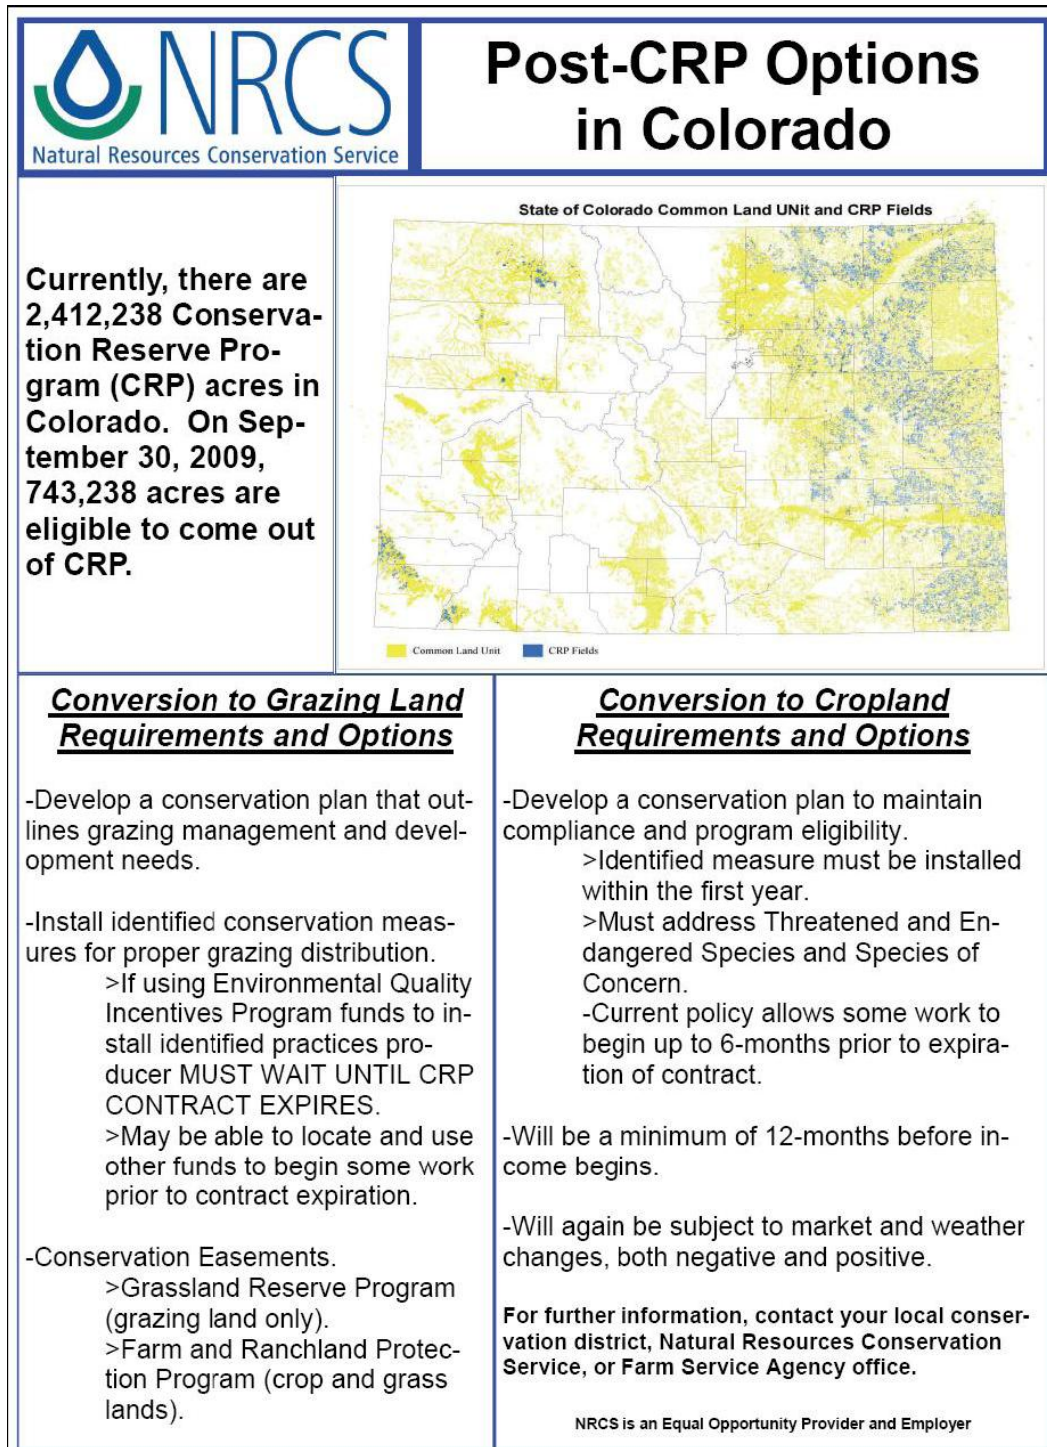 NRCS
Natural Resources Conservation Service
Post-CRP Options
in Colorado
Currently, there are
2,412,238 Conserva-
tion Reserve Pro-
gram (CRP) acres in
Colorado.  On Sep-
tember 30, 2009,
743,238 acres are
eligible to come out
of CRP.
State of Colorado Common Land UNit and CRP Fields
Common Land Unit
CRP Fields
Conversion to Grazing Land
Requirements and Options
-Develop a conservation plan that out-
lines grazing management and devel-
opment needs.
-Install identified conservation meas-
ures for proper grazing distribution.
>If using Environmental Quality
Incentives Program funds to in-
stall identified practices pro-
ducer MUST WAIT UNTIL CRP
CONTRACT EXPIRES.
>May be able to locate and use
other funds to begin some work
prior to contract expiration.
-Conservation Easements.
>Grassland Reserve Program
(grazing land only).
>Farm and Ranchland Protec-
tion Program (crop and grass
lands).
Conversion to Cropland
Requirements and Options
-Develop a conservation plan to maintain
compliance and program eligibility.
>Identified measure must be installed
within the first year.
>Must address Threatened and En-
dangered Species and Species of
Concern.
-Current policy allows some work to
begin up to 6-months prior to expira-
tion of contract.
-Will be a minimum of 12-months before in-
come begins.
-Will again be subject to market and weather
changes, both negative and positive.
For further information, contact your local conser-
vation district, Natural Resources Conservation
Service, or Farm Service Agency office.
NRCS is an Equal Opportunity Provider and Employer